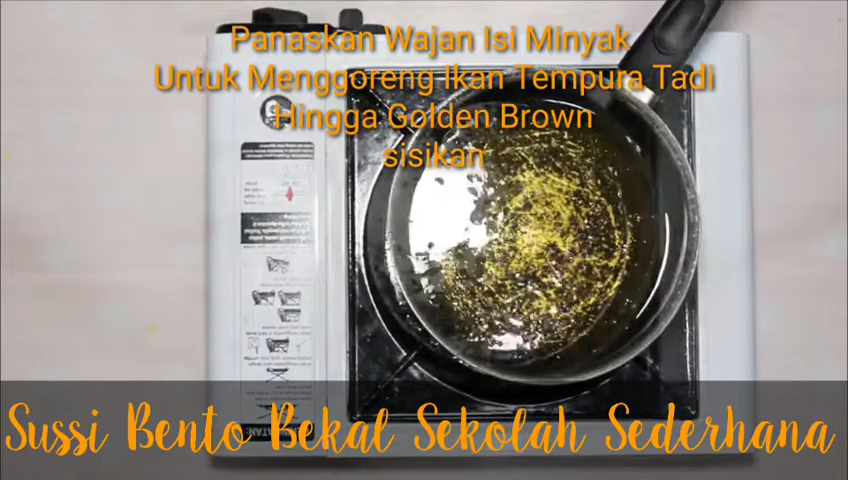 Panaskan Wajan Isi Minyak
Untuk Menggoreng Ikan Tempura Tadi
Hingga Golden Brown
sisikan
Sussi Bento Bekal Sekolah Sederhana